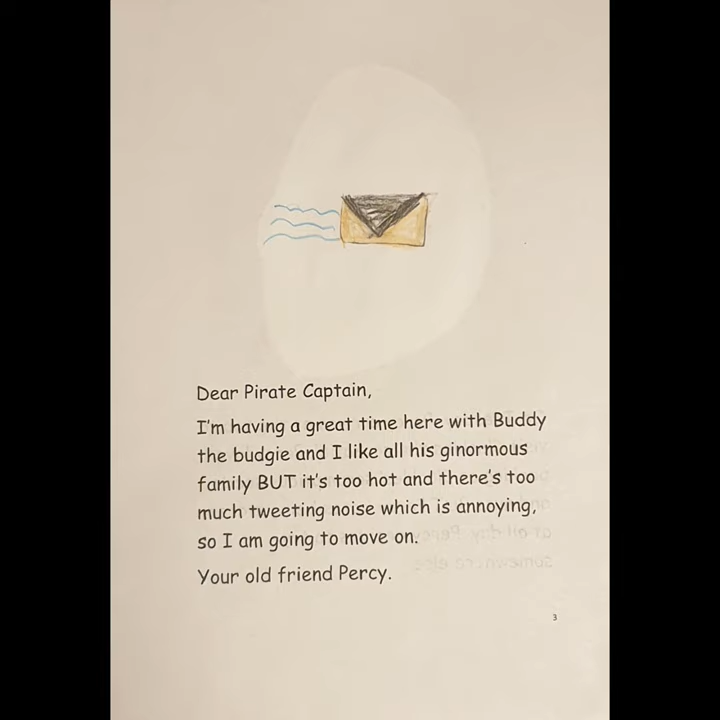 Dear Pirate Captain,
I'm having a great time here with Buddy
the budgie and I like all his ginormous
family BUT it's too hot and there's too
much tweeting noise which is annoying,
so I am going to move on.
Your old friend Percy.
3